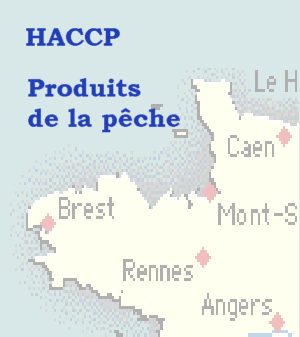 HACCP
Produits
de la pêche
Le H
Caen
Brest
Mont-S
Rennes
Angers